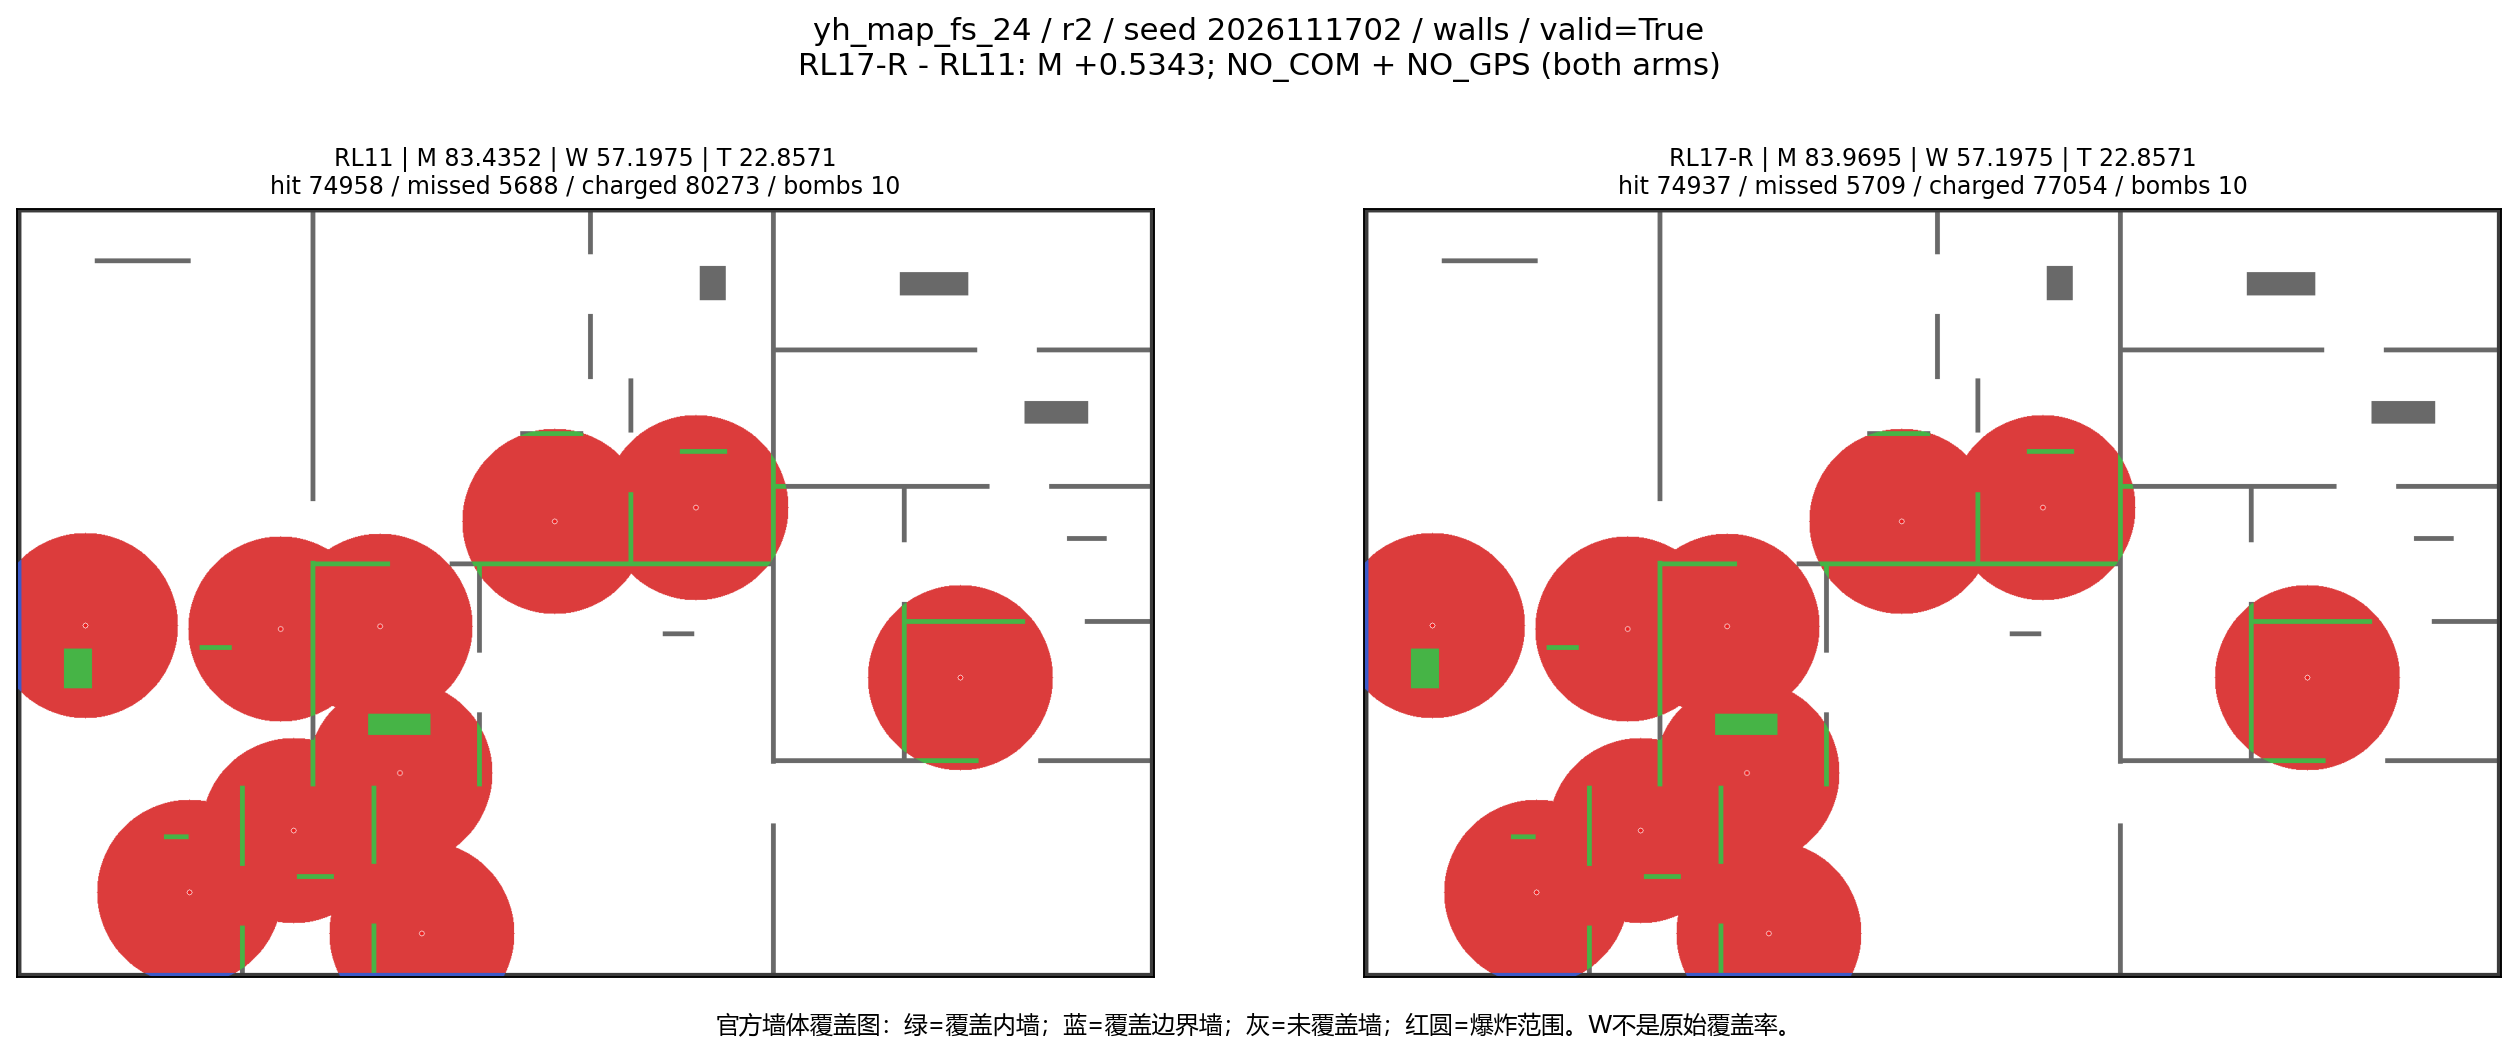 yh_map_fs_24 / r2 / seed 2026111702 / walls / valid=True
RL17-R - RL11: M +0.5343; NO_COM + NO_GPS (both arms)
RL11 | M 83.4352 | W 57.1975 | T 22.8571
hit 74958 / missed 5688 / charged 80273 / bombs 10
RL17-R | M 83.9695 | W 57.1975 | T 22.8571
hit 74937 / missed 5709 / charged 77054 / bombs 10
官方墙体覆盖图：绿=覆盖内墙；蓝=覆盖边界墙；灰=未覆盖墙；红圆=爆炸范围。W不是原始覆盖率。